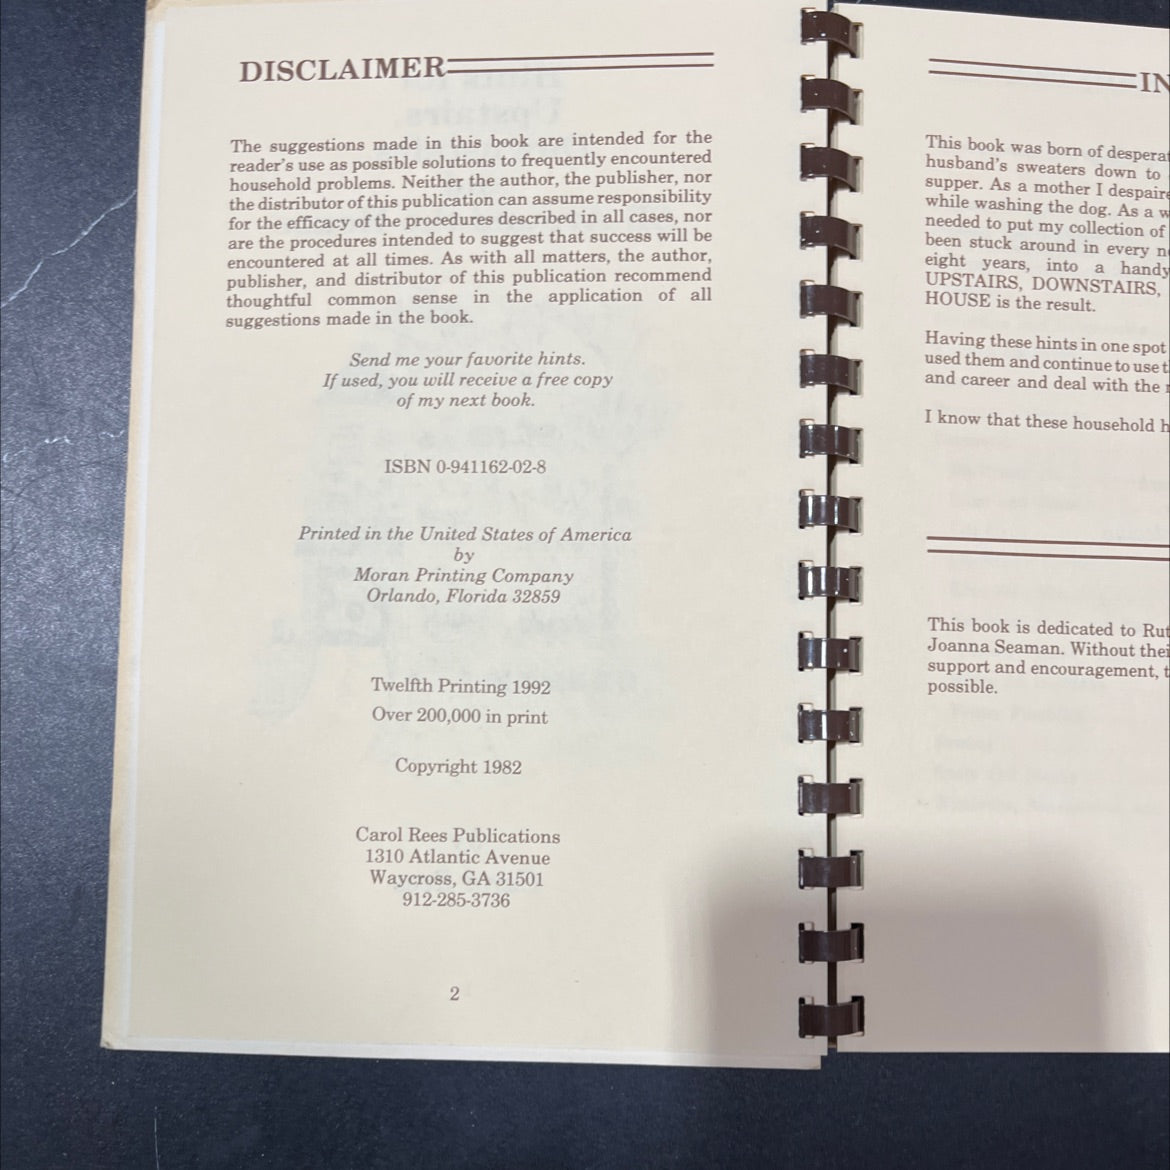 DISCLAIMER
The suggestions made in this book are intended for the
reader's use as possible solutions to frequently encountered
household problems. Neither the author, the publisher, nor
the distributor of this publication can assume responsibility
for the efficacy of the procedures described in all cases, nor
are the procedures intended to suggest that success will be
encountered at all times. As with all matters, the author,
publisher, and distributor of this publication recommend
thoughtful common sense in the application of all
suggestions made in the book.
Send me your favorite hints.
If used, you will receive a free copy
of my next book.
ISBN 0-941162-02-8
Printed in the United States of America
by
Moran Printing Company
Orlando, Florida 32859
Twelfth Printing 1992
Over 200,000 in print
Copyright 1982
Carol Rees Publications
1310 Atlantic Avenue
Waycross, GA 31501
912-285-3736
2
This book was born of
husband's sweaters down to
supper. As a mother I
while washing the dog. As a
needed to put my collection of
been stuck around in every
eight years, into a handy
UPSTAIRS, DOWNSTAIRS,
HOUSE is the result.
Having these hints in one spot
used them and continue to use
and career and deal with the
I know that these household
This book is dedicated to
Joanna Seaman. Without
support and encouragement,
possible.